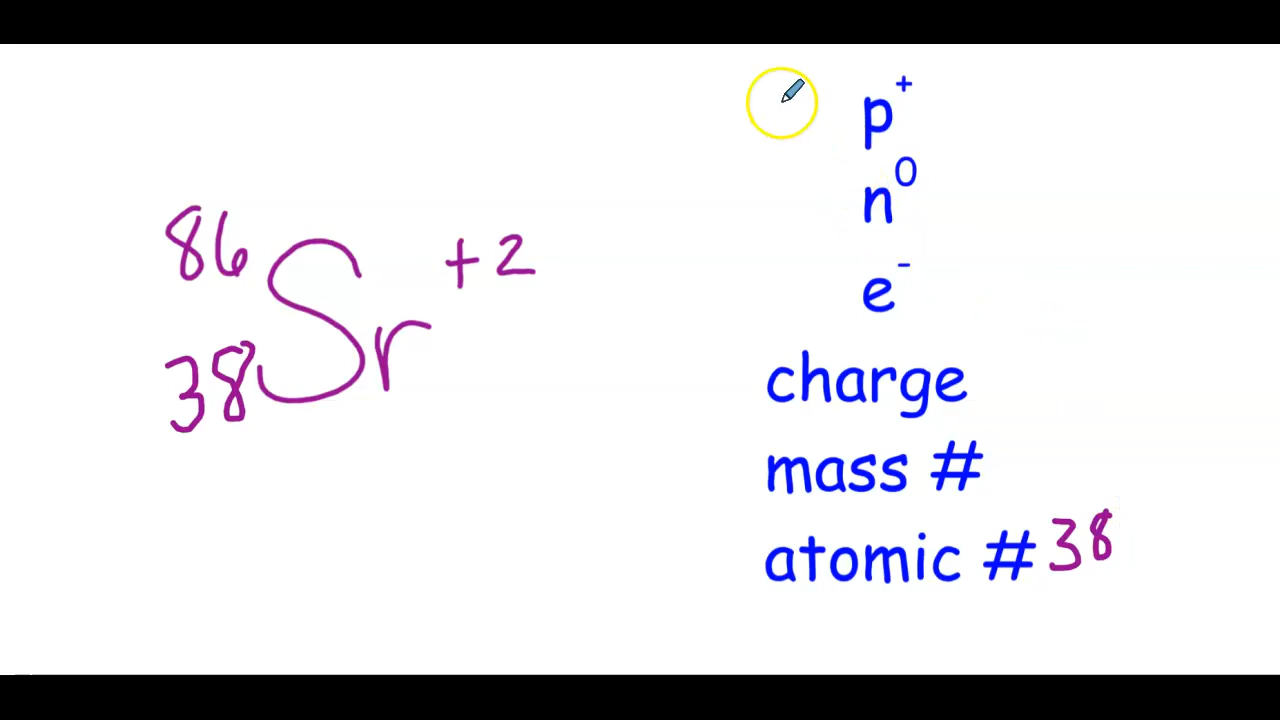 86
Sr +2
38
p+
n0
e-
charge
mass #
atomic # 38